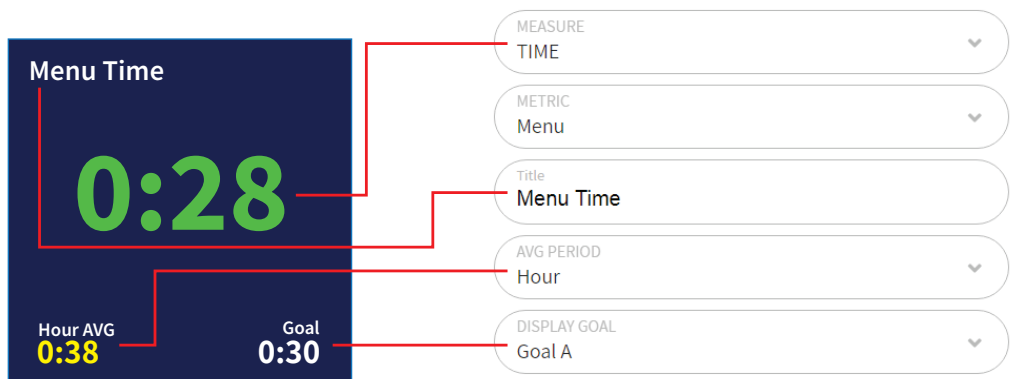 Menu Time
0:28
Hour AVG
0:38
Goal
0:30
MEASURE
TIME
METRIC
Menu
Title
Menu Time
AVG PERIOD
Hour
DISPLAY GOAL
Goal A